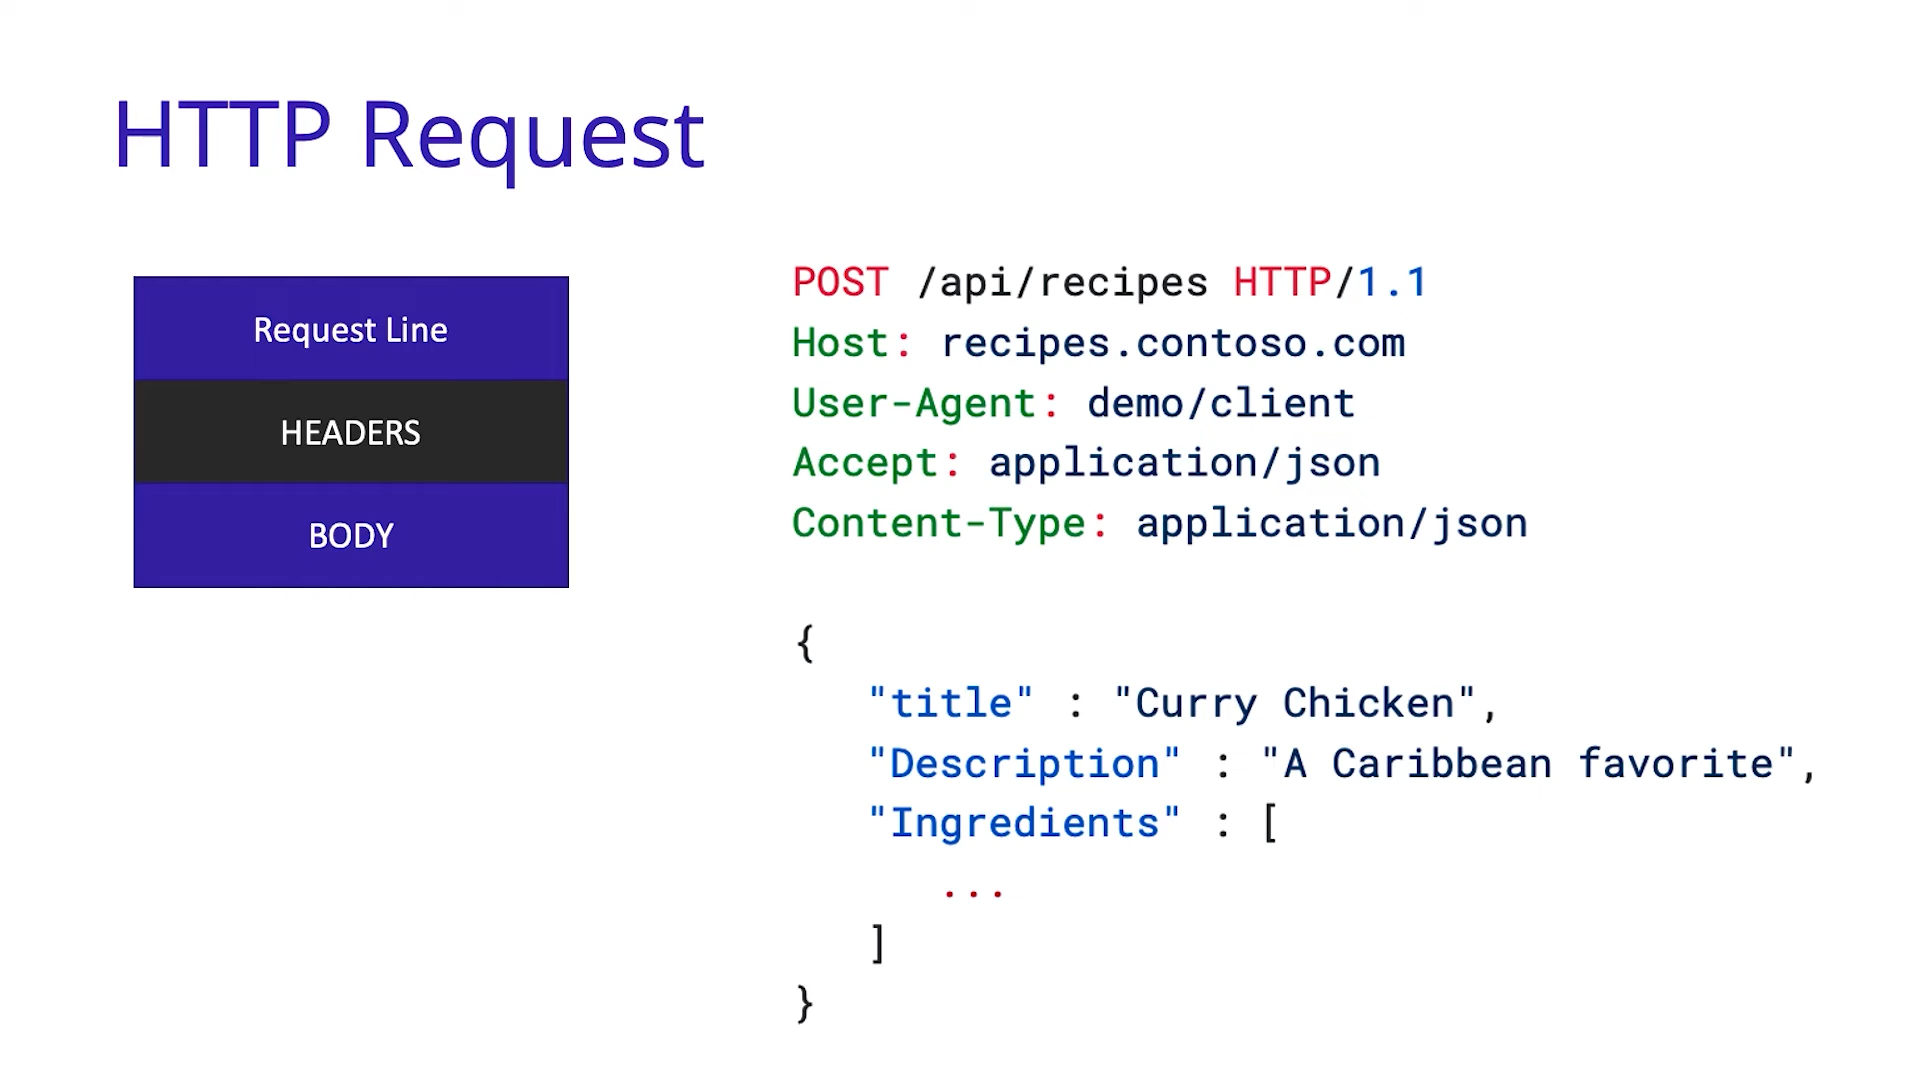 HTTP Request
Request Line
HEADERS
BODY
POST /api/recipes HTTP/1.1
Host: recipes.contoso.com
User-Agent: demo/client
Accept: application/json
Content-Type: application/json
{
"title" : "Curry Chicken",
"Description" : "A Caribbean favorite",
"Ingredients" : [
...
]
}